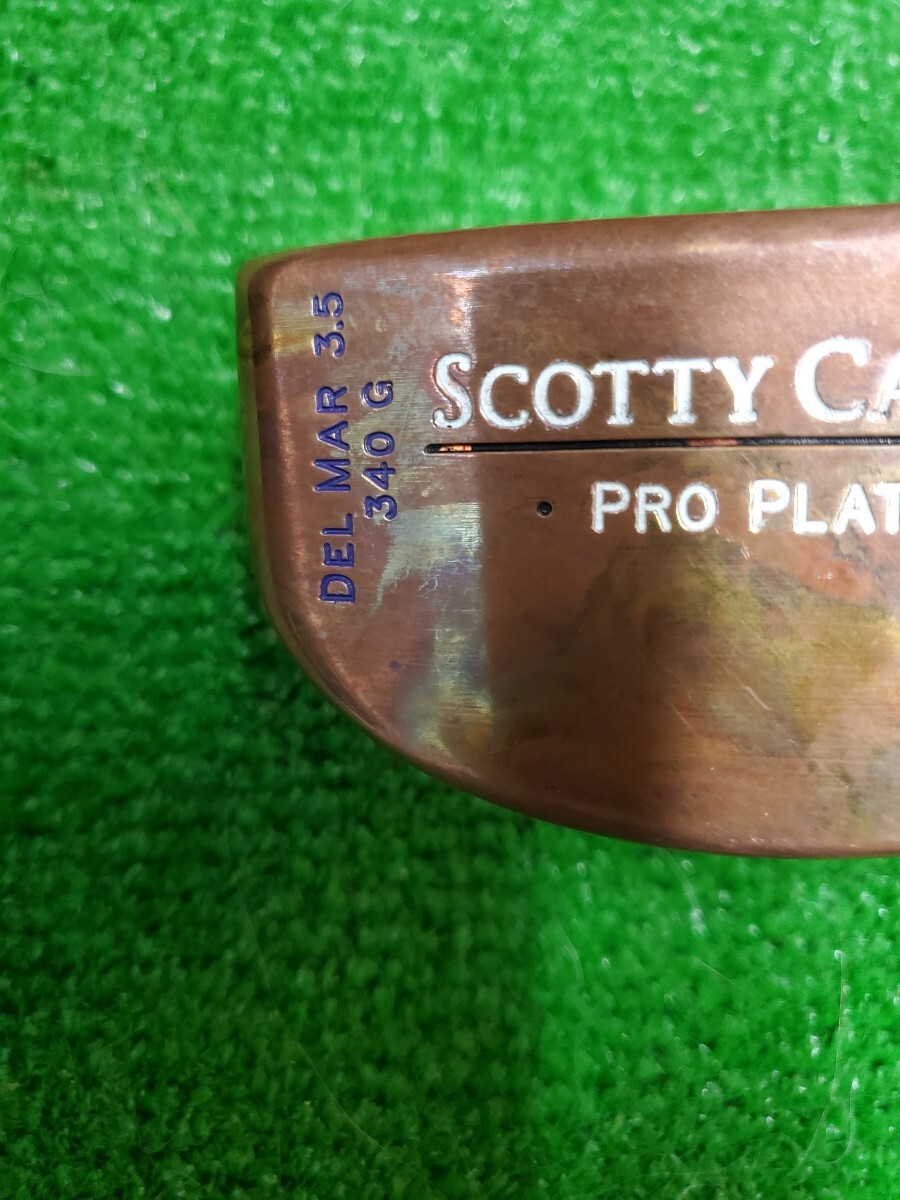 DEL MAR 3.5
340 G
SCOTTY CA
PRO PLAT